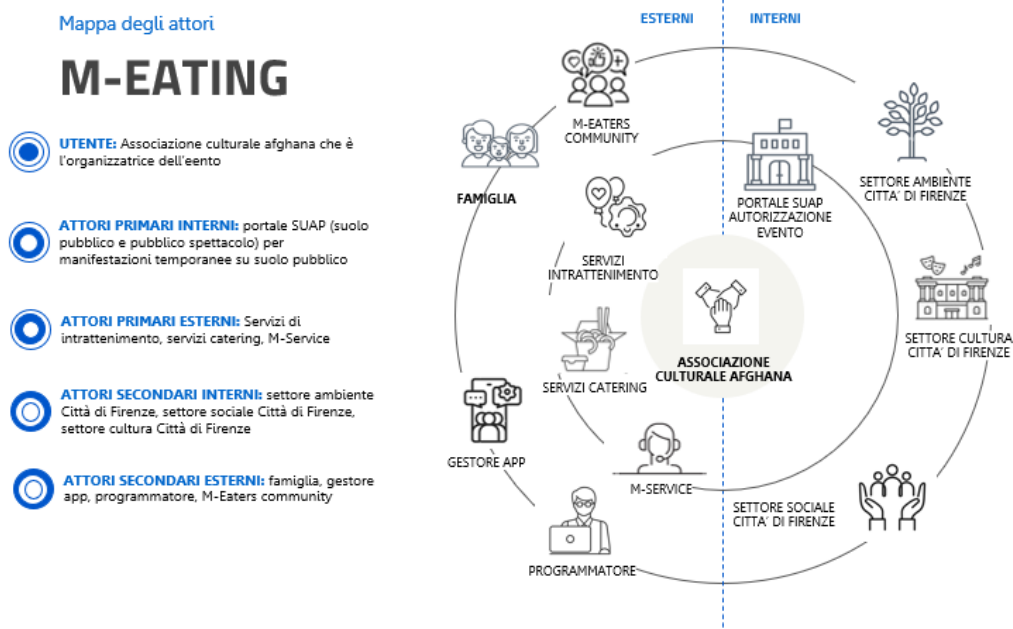 Mappa degli attori
M-EATING
UTENTE: Associazione culturale afghana che è
l'organizzatrice dell'eento
ATTORI PRIMARI INTERNI: portale SUAP (suolo
pubblico e pubblico spettacolo) per
manifestazioni temporanee su suolo pubblico
ATTORI PRIMARI ESTERNI: Servizi di
intrattenimento, servizi catering, M-Service
ATTORI SECONDARI INTERNI: settore ambiente
Città di Firenze, settore sociale Città di Firenze,
settore cultura Città di Firenze
ATTORI SECONDARI ESTERNI: famiglia, gestore
app, programmatore, M-Eaters community
ESTERNI
INTERNI
M-EATERS
COMMUNITY
FAMIGLIA
SERVIZI
INTRATTENIMENTO
SERVIZI CATERING
GESTORE APP
M-SERVICE
PROGRAMMATORE
ASSOCIAZIONE
CULTURALE AFGHANA
PORTALE SUAP
AUTORIZZAZIONE
EVENTO
SETTORE AMBIENTE
CITTA' DI FIRENZE
SETTORE CULTURA
CITTA' DI FIRENZE
SETTORE SOCIALE
CITTA' DI FIRENZE